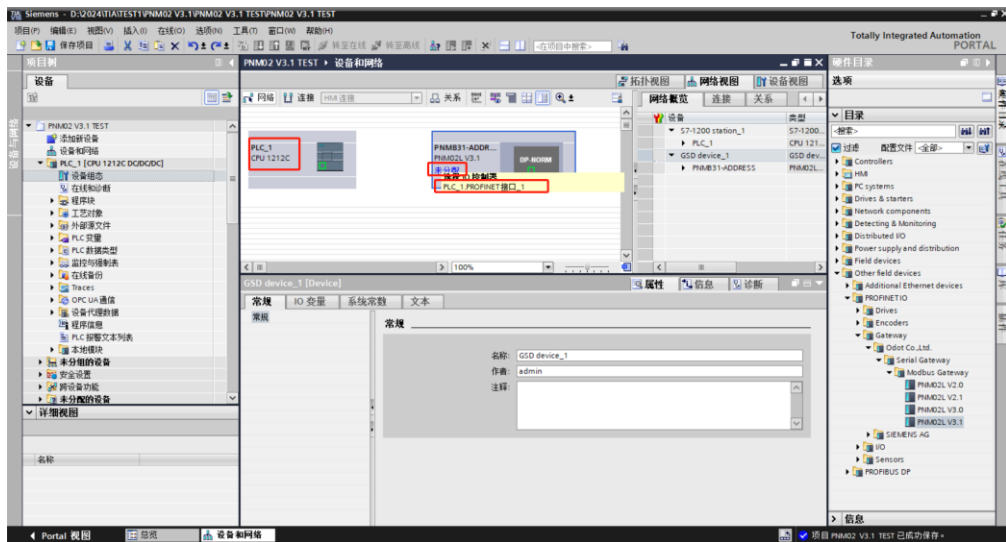 Siemens - D:\2024\TIA\TEST1\PNM02 V3.1\PNM02 V3.1 TEST\PNM02 V3.1 TEST
项目(P) 编辑(E) 视图(V) 插入(I) 在线(O) 选项(N) 工具(T) 窗口(W) 帮助(H)
保存项目 转至在线 转至离线 <在项目中搜索>
Totally Integrated Automation
PORTAL
项目树
设备
PNM02 V3.1 TEST
添加新设备
设备和网络
PLC_1 [CPU 1212C DC/DC/DC]
设备组态
在线和诊断
程序块
工艺对象
外部源文件
PLC 变量
PLC 数据类型
监控与强制表
在线备份
Traces
OPC UA 通信
设备代理数据
程序信息
PLC 报警文本列表
本地模块
未分组的设备
安全设置
跨设备功能
未分配的设备
详细视图
名称
PNM02 V3.1 TEST › 设备和网络
拓扑视图 网络视图 设备视图
网络 连接 HMI 连接 关系
PLC_1
CPU 1212C
PNMB31-ADDR...
PNM02L V3.1
DP-NORM
未分配
PLC_1.PROFINET接口_1
100%
网络概览 连接 关系
设备 类型
S7-1200 station_1 S7-1200...
PLC_1 CPU 121...
GSD device_1 GSD dev...
PNMB31-ADDRESS PNM02L...
GSD device_1 [Device]
属性 信息 诊断
常规 IO 变量 系统常数 文本
常规
常规
名称: GSD device_1
作者: admin
注释:
硬件目录
选项
目录
<搜索>
过滤 配置文件 <全部>
Controllers
HMI
PC systems
Drives & starters
Network components
Detecting & Monitoring
Distributed I/O
Power supply and distribution
Field devices
Other field devices
Additional Ethernet devices
PROFINET IO
Drives
Encoders
Gateway
Odot Co.,Ltd.
Serial Gateway
Modbus Gateway
PNM02L V2.0
PNM02L V2.1
PNM02L V3.0
PNM02L V3.1
SIEMENS AG
I/O
Sensors
PROFIBUS DP
信息
Portal 视图 总览 设备和网络
项目 PNM02 V3.1 TEST 已成功保存。